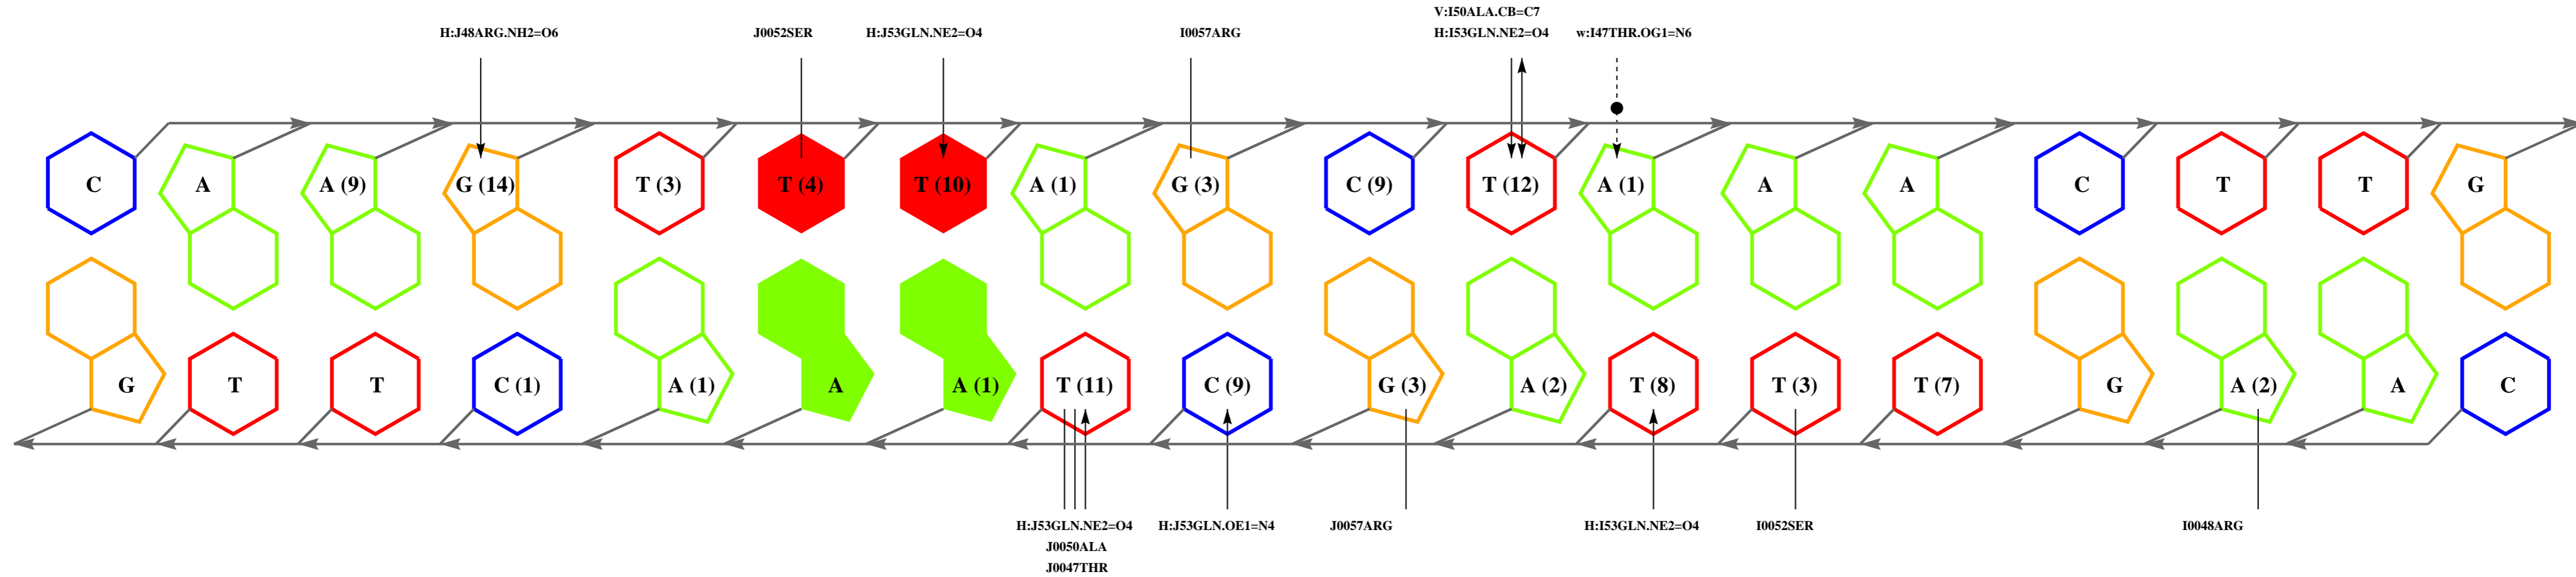 V:I50ALA.CB=C7
H:J48ARG.NH2=O6 J0052SER H:J53GLN.NE2=O4 I0057ARG H:I53GLN.NE2=O4 w:I47THR.OG1=N6
C A A (9) G (14) T (3) T (4) T (10) A (1) G (3) C (9) T (12) A (1) A A C T T G
G T T C (1) A (1) A A (1) T (11) C (9) G (3) A (2) T (8) T (3) T (7) G A (2) A C
H:J53GLN.NE2=O4 H:J53GLN.OE1=N4 J0057ARG H:I53GLN.NE2=O4 I0052SER I0048ARG
J0050ALA
J0047THR